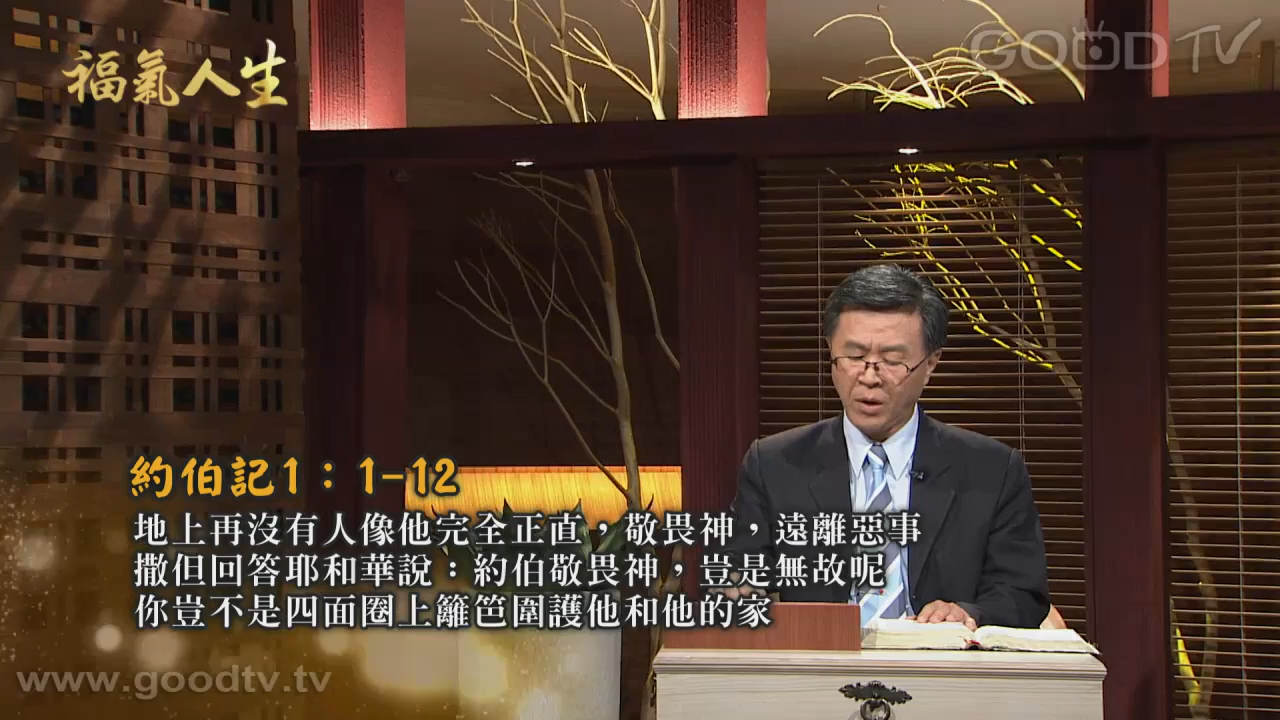 福氣人生
GOODTV
約伯記1：1-12
地上再沒有人像他完全正直，敬畏神，遠離惡事
撒但回答耶和華說：約伯敬畏神，豈是無故呢
你豈不是四面圈上籬笆圍護他和他的家
www.goodtv.tv